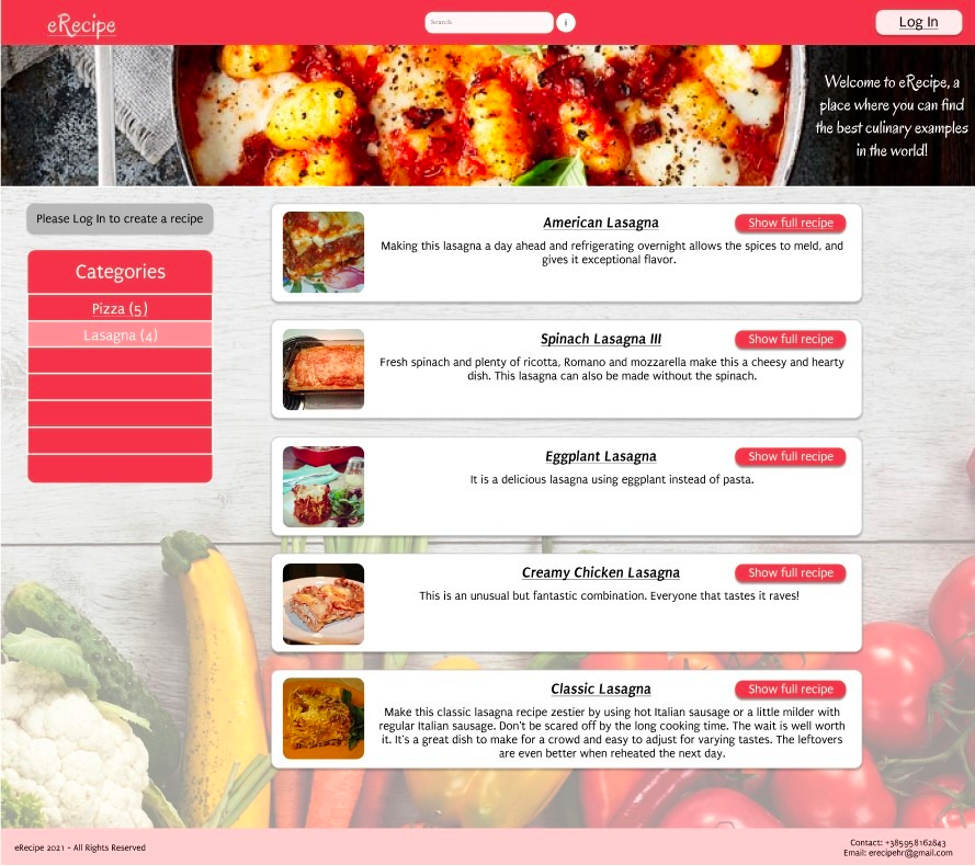 eRecipe
Search
Log In
Welcome to eRecipe, a
place where you can find
the best culinary examples
in the world!
Please Log In to create a recipe
Categories
Pizza (5)
Lasagna (4)
American Lasagna
Show full recipe
Making this lasagna a day ahead and refrigerating overnight allows the spices to meld, and
gives it exceptional flavor.
Spinach Lasagna III
Show full recipe
Fresh spinach and plenty of ricotta, Romano and mozzarella make this a cheesy and hearty
dish. This lasagna can also be made without the spinach.
Eggplant Lasagna
Show full recipe
It is a delicious lasagna using eggplant instead of pasta.
Creamy Chicken Lasagna
Show full recipe
This is an unusual but fantastic combination. Everyone that tastes it raves!
Classic Lasagna
Show full recipe
Make this classic lasagna recipe zestier by using hot Italian sausage or a little milder with
regular Italian sausage. Don't be scared off by the long cooking time. The wait is well worth
it. It's a great dish to make for a crowd and easy to adjust for varying tastes. The leftovers
are even better when reheated the next day.
eRecipe 2021 - All Rights Reserved
Contact: +385958162843
Email: erecipehr@gmail.com